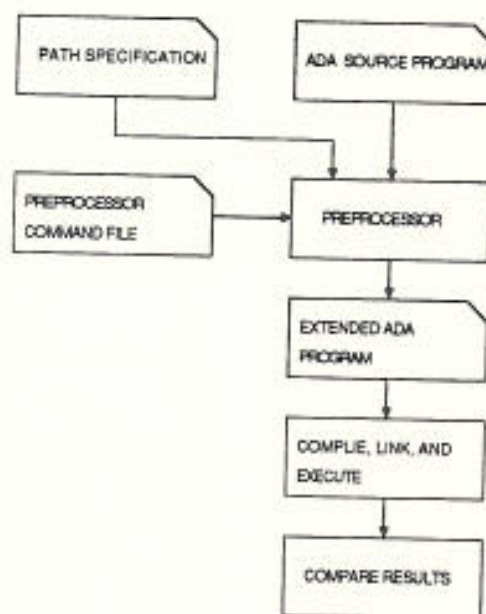 PATH SPECIFICATION
ADA SOURCE PROGRAM
PREPROCESSOR
COMMAND FILE
PREPROCESSOR
EXTENDED ADA
PROGRAM
COMPLIE, LINK, AND
EXECUTE
COMPARE RESULTS